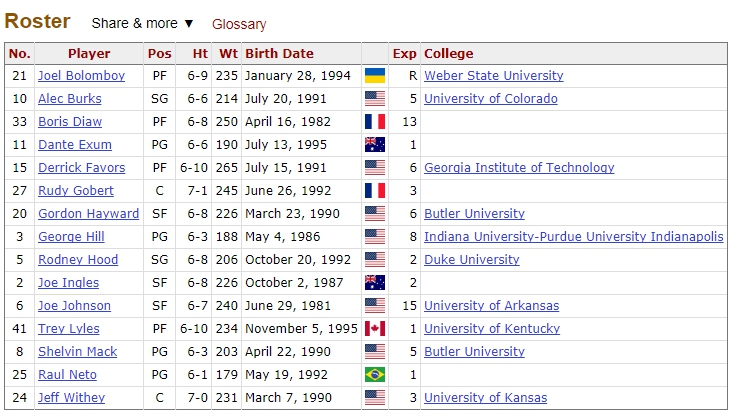 Roster Share & more ▼ Glossary
No. Player Pos Ht Wt Birth Date Exp College
21 Joel Bolomboy PF 6-9 235 January 28, 1994 R Weber State University
10 Alec Burks SG 6-6 214 July 20, 1991 5 University of Colorado
33 Boris Diaw PF 6-8 250 April 16, 1982 13
11 Dante Exum PG 6-6 190 July 13, 1995 1
15 Derrick Favors PF 6-10 265 July 15, 1991 6 Georgia Institute of Technology
27 Rudy Gobert C 7-1 245 June 26, 1992 3
20 Gordon Hayward SF 6-8 226 March 23, 1990 6 Butler University
3 George Hill PG 6-3 188 May 4, 1986 8 Indiana University-Purdue University Indianapolis
5 Rodney Hood SG 6-8 206 October 20, 1992 2 Duke University
2 Joe Ingles SF 6-8 226 October 2, 1987 2
6 Joe Johnson SF 6-7 240 June 29, 1981 15 University of Arkansas
41 Trey Lyles PF 6-10 234 November 5, 1995 1 University of Kentucky
8 Shelvin Mack PG 6-3 203 April 22, 1990 5 Butler University
25 Raul Neto PG 6-1 179 May 19, 1992 1
24 Jeff Withey C 7-0 231 March 7, 1990 3 University of Kansas